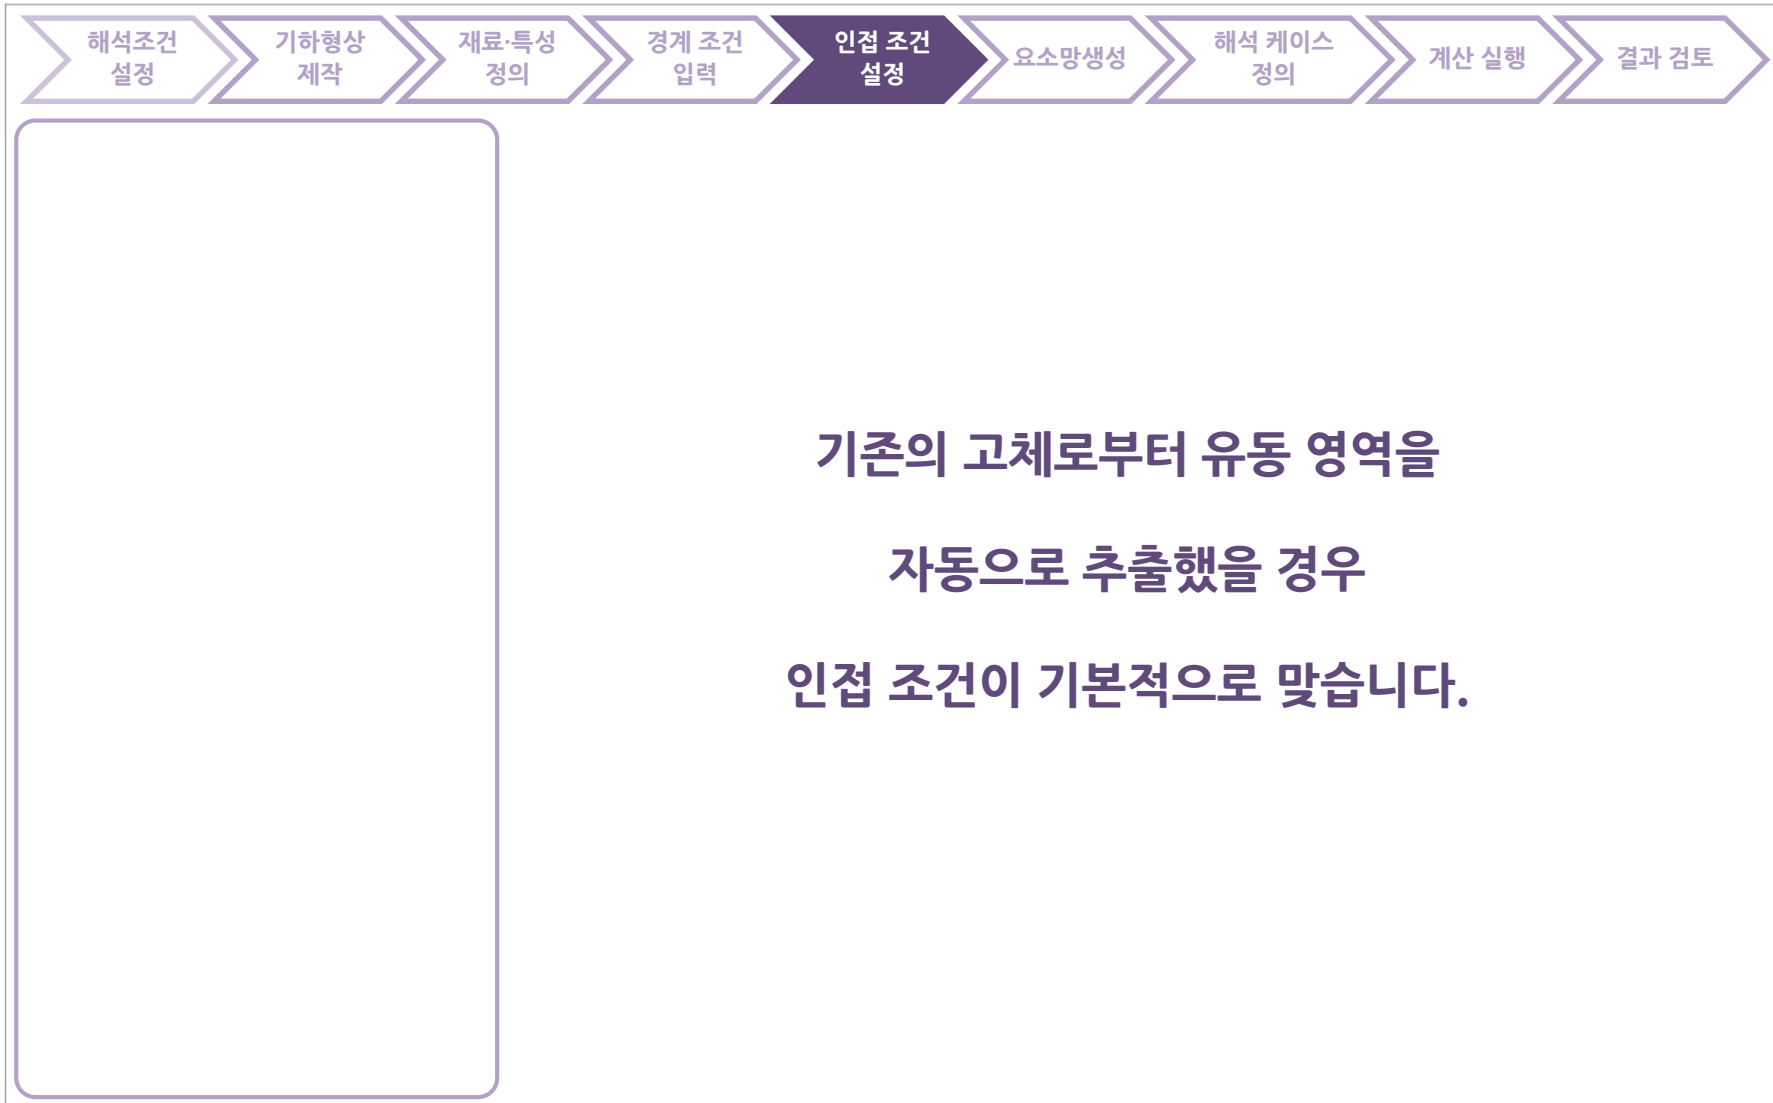 해석조건
설정
기하형상
제작
재료·특성
정의
경계 조건
입력
인접 조건
설정
요소망생성
해석 케이스
정의
계산 실행
결과 검토
기존의 고체로부터 유동 영역을
자동으로 추출했을 경우
인접 조건이 기본적으로 맞습니다.